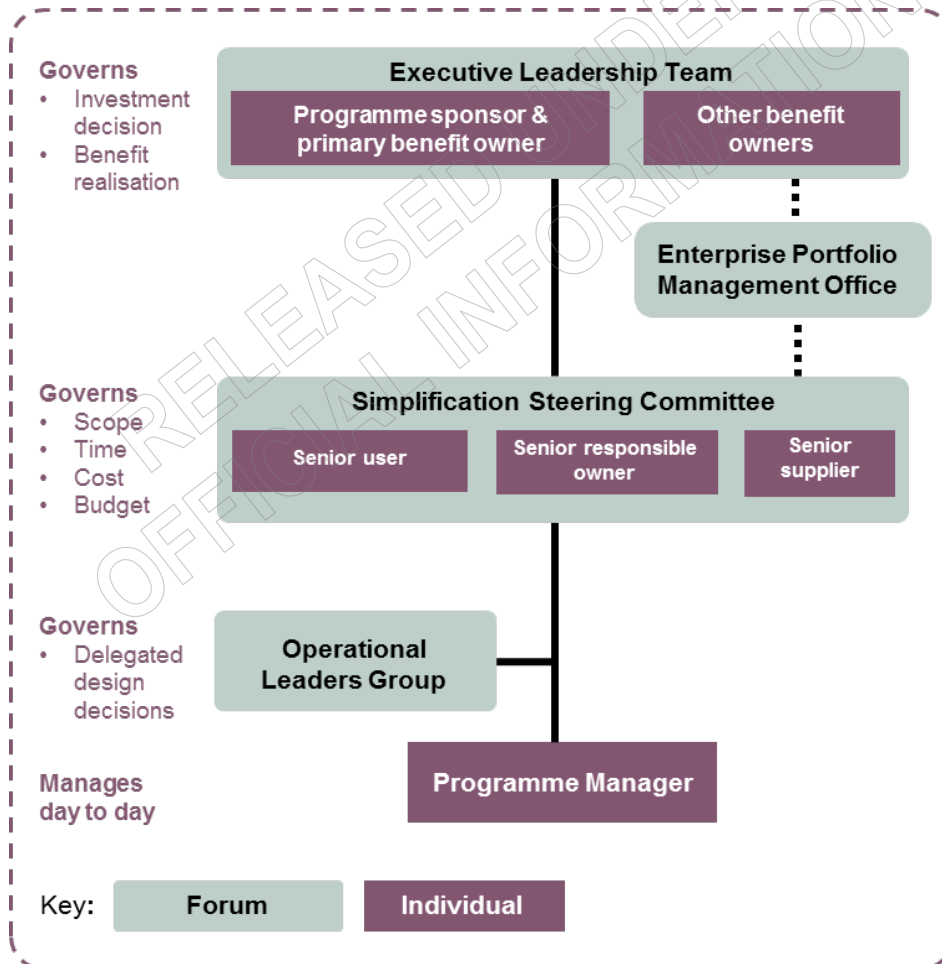 Governs
• Investment
decision
• Benefit
realisation
Executive Leadership Team
Programme sponsor &
primary benefit owner
Other benefit
owners
Enterprise Portfolio
Management Office
Governs
• Scope
• Time
• Cost
• Budget
Simplification Steering Committee
Senior user
Senior responsible
owner
Senior
supplier
Governs
• Delegated
design
decisions
Operational
Leaders Group
Manages
day to day
Programme Manager
Key:
Forum
Individual
RELEASED UNDER
OFFICIAL INFORMATION